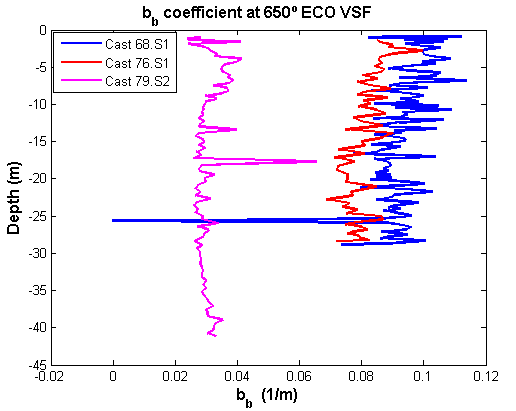 b_b coefficient at 650º ECO VSF
Cast 68.S1
Cast 76.S1
Cast 79.S2
Depth (m)
0
-5
-10
-15
-20
-25
-30
-35
-40
-45
-0.02 0 0.02 0.04 0.06 0.08 0.1 0.12
b_b (1/m)